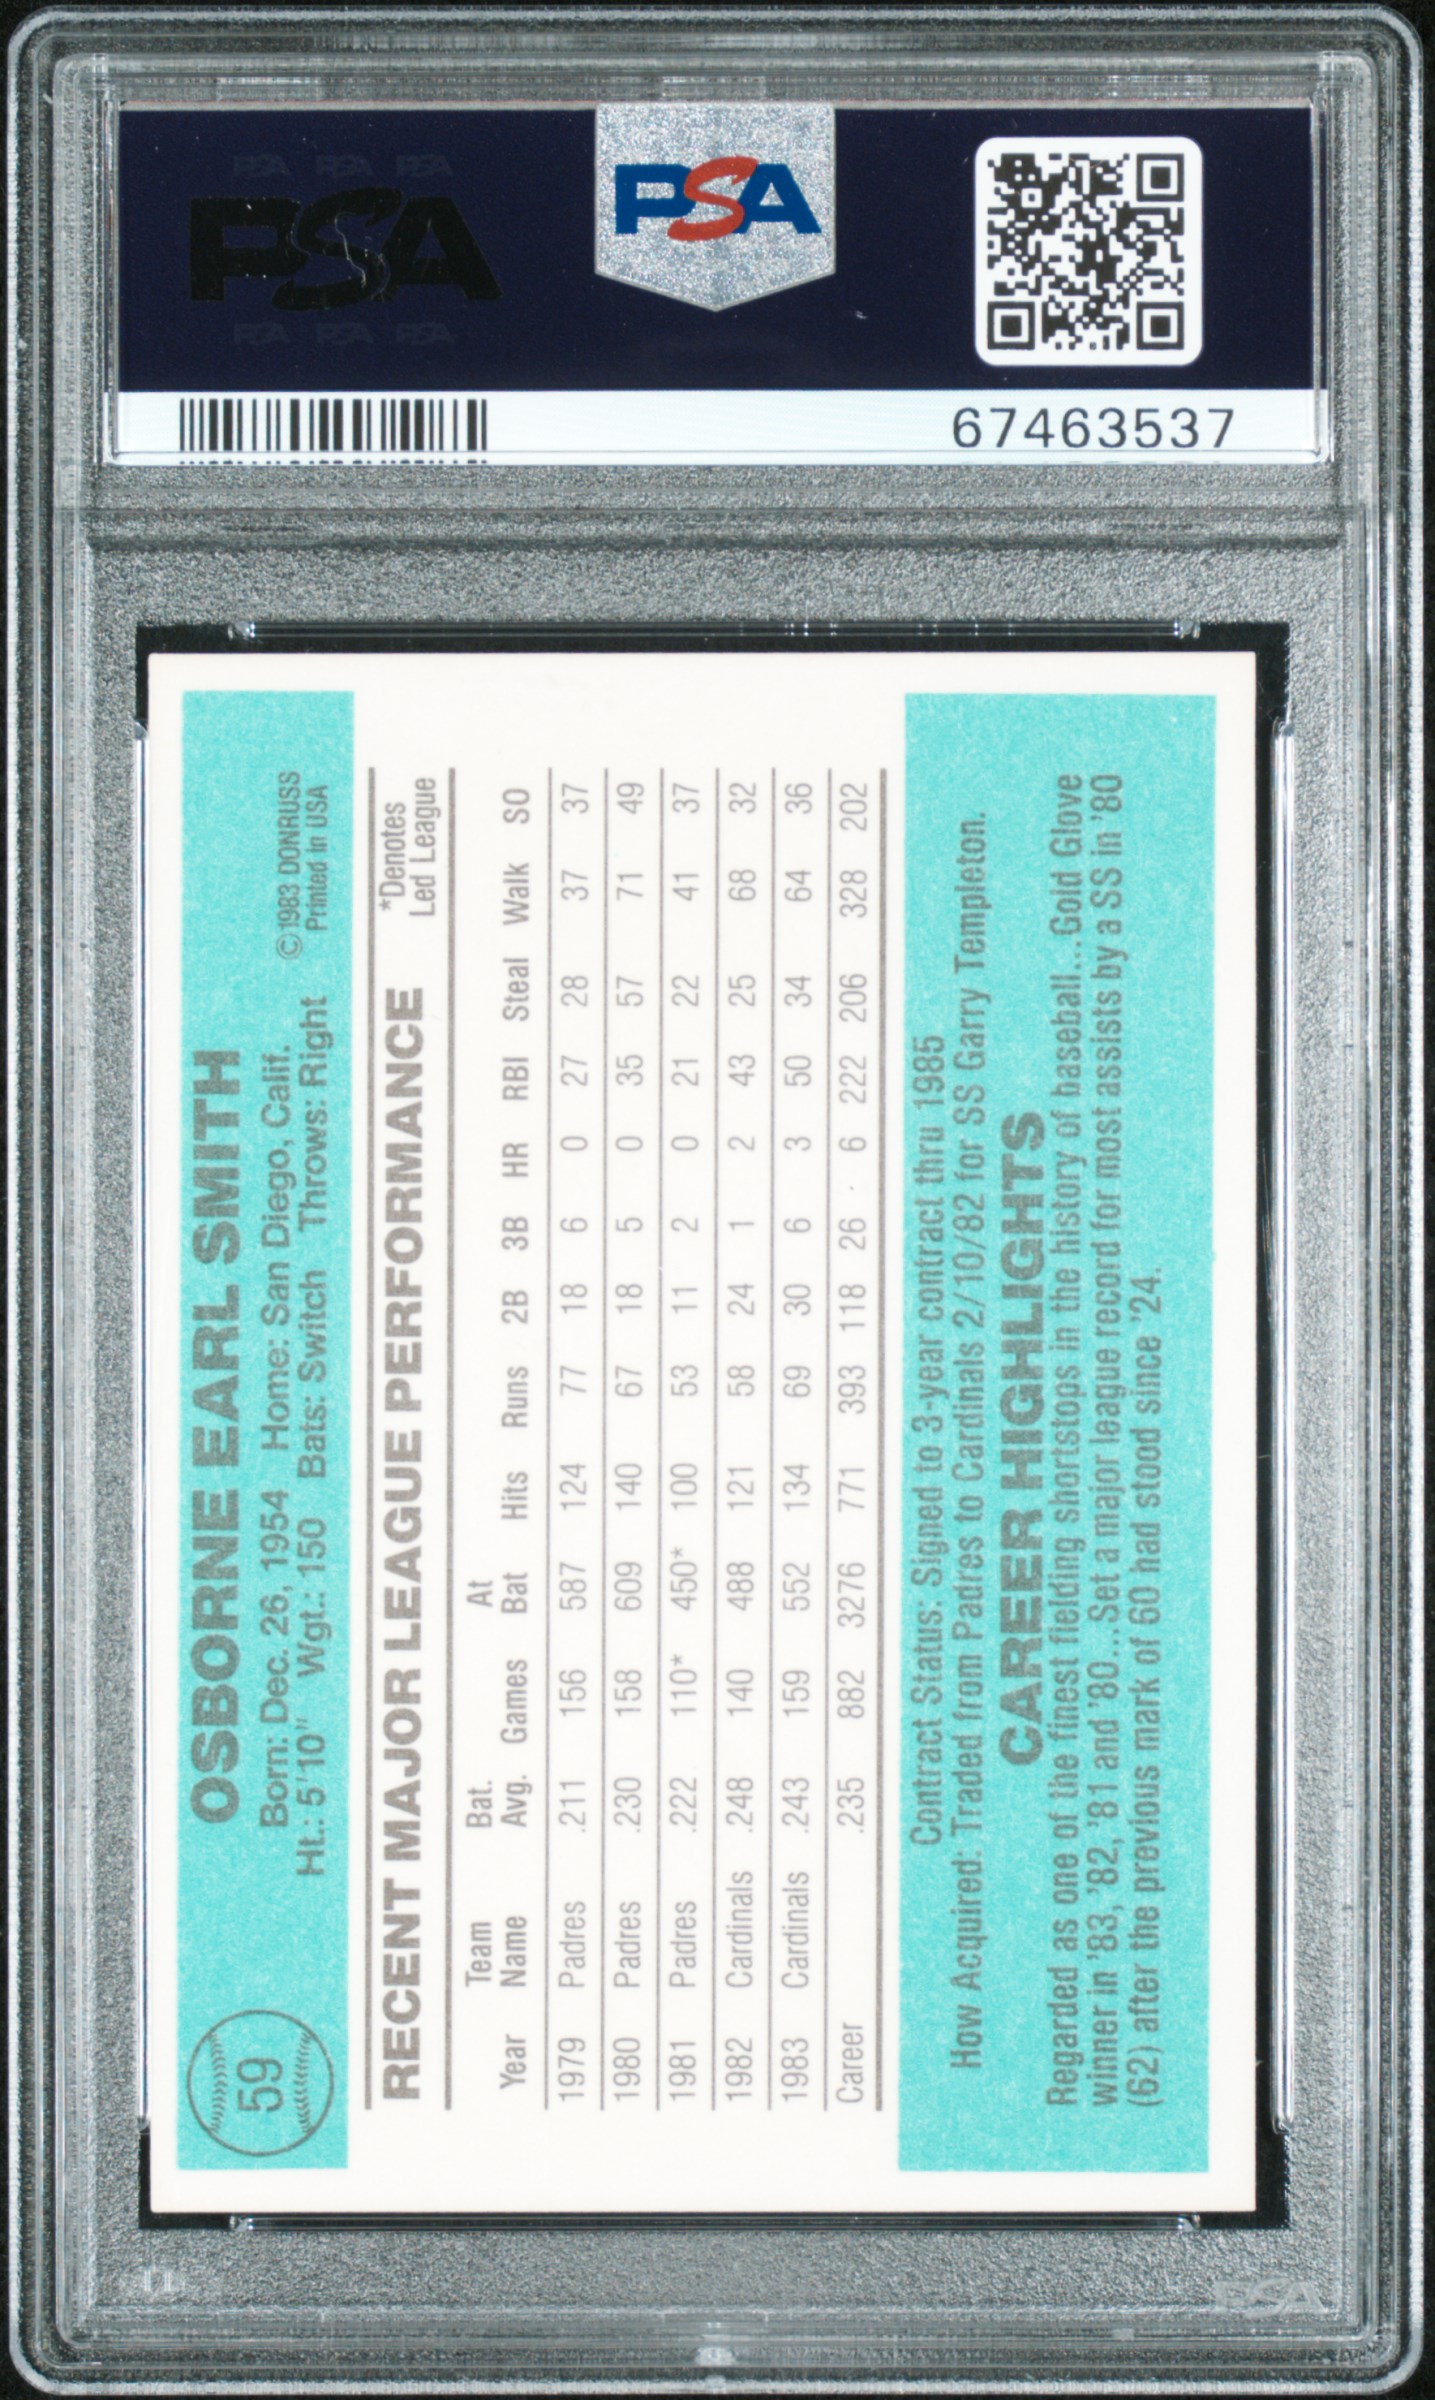 PSA PSA PSA
PSA
PSA PSA PSA
PSA
67463537
59
OSBORNE EARL SMITH
Born: Dec. 26, 1954 Home: San Diego, Calif. ©1983 DONRUSS
Ht.: 5'10" Wgt.: 150 Bats: Switch Throws: Right Printed in USA
RECENT MAJOR LEAGUE PERFORMANCE *Denotes Led League
Year Team Name Bat. Avg. Games At Bat Hits Runs 2B 3B HR RBI Steal Walk SO
1979 Padres .211 156 587 124 77 18 6 0 27 28 37 37
1980 Padres .230 158 609 140 67 18 5 0 35 57 71 49
1981 Padres .222 110* 450* 100 53 11 2 0 21 22 41 37
1982 Cardinals .248 140 488 121 58 24 1 2 43 25 68 32
1983 Cardinals .243 159 552 134 69 30 6 3 50 34 64 36
Career .235 882 3276 771 393 118 26 6 222 206 328 202
Contract Status: Signed to 3-year contract thru 1985
How Acquired: Traded from Padres to Cardinals 2/10/82 for SS Garry Templeton.
CAREER HIGHLIGHTS
Regarded as one of the finest fielding shortstops in the history of baseball...Gold Glove
winner in '83, '82, '81 and '80...Set a major league record for most assists by a SS in '80
(62) after the previous mark of 60 had stood since '24.
PSA